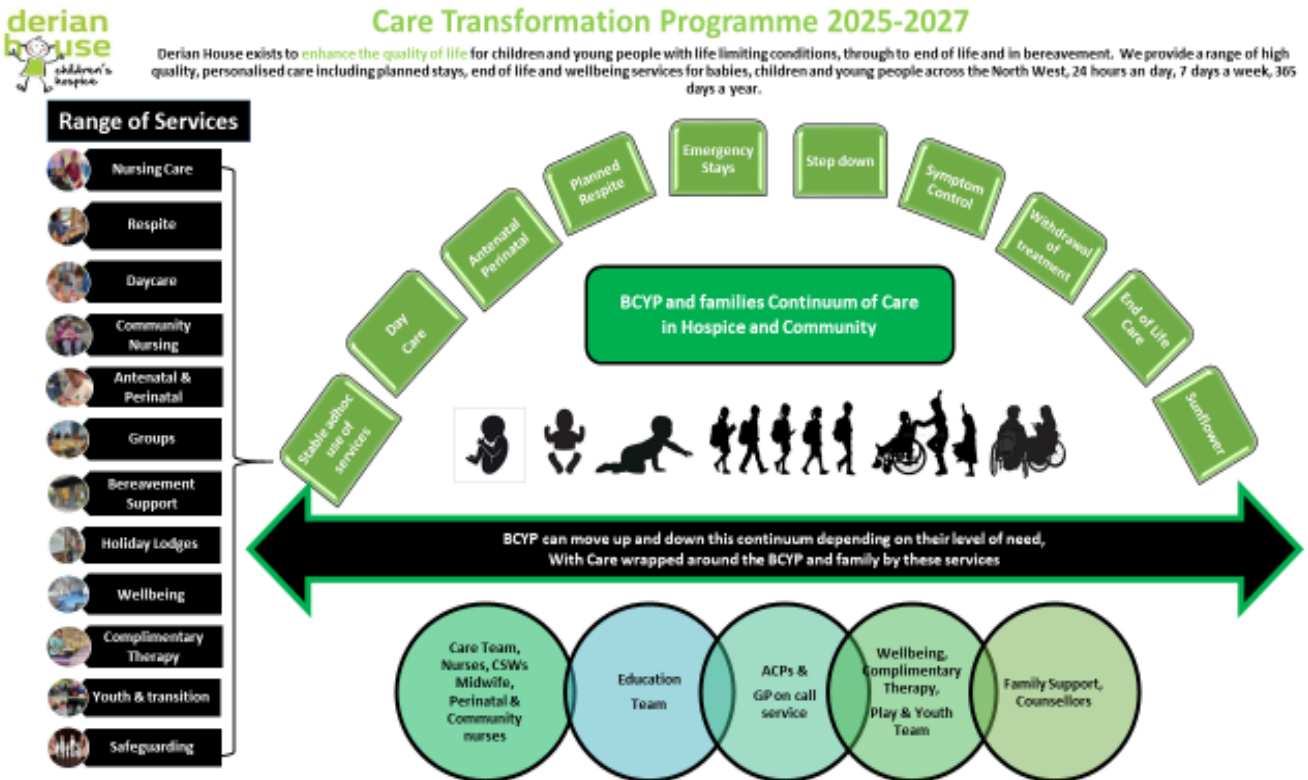 derian
house
children's
hospice
Care Transformation Programme 2025-2027
Derian House exists to enhance the quality of life for children and young people with life limiting conditions, through to end of life and in bereavement. We provide a range of high
quality, personalised care including planned stays, end of life and wellbeing services for babies, children and young people across the North West, 24 hours an day, 7 days a week, 365
days a year.
Range of Services
Nursing Care
Respite
Daycare
Community
Nursing
Antenatal &
Perinatal
Groups
Bereavement
Support
Holiday Lodges
Wellbeing
Complimentary
Therapy
Youth & transition
Safeguarding
Stable adhoc
use of
services
Day
Care
Antenatal
Perinatal
Planned
Respite
Emergency
Stays
Step down
Symptom
Control
Withdrawal
of
treatment
End of Life
Care
Sunflower
BCYP and families Continuum of Care
in Hospice and Community
BCYP can move up and down this continuum depending on their level of need,
With Care wrapped around the BCYP and family by these services
Care Team,
Nurses, CSWs
Midwife,
Perinatal &
Community
nurses
Education
Team
ACPs &
GP on call
service
Wellbeing,
Complimentary
Therapy,
Play & Youth
Team
Family Support,
Counsellors